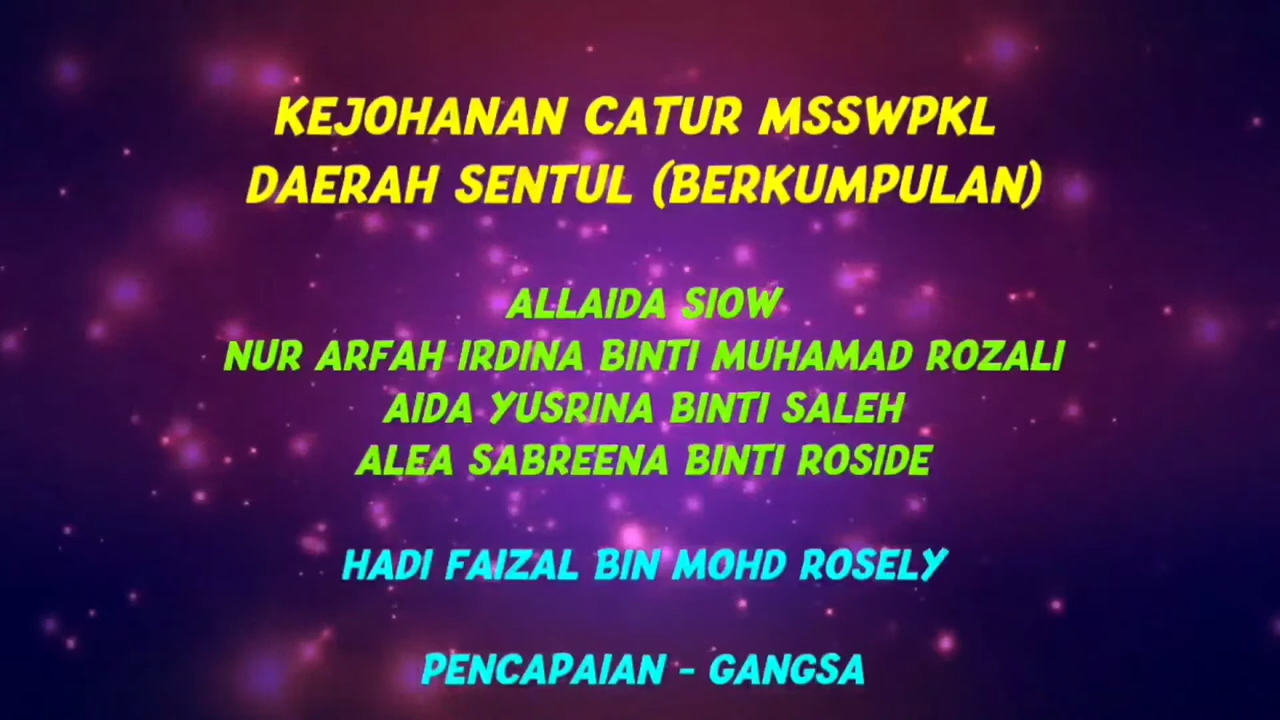 KEJOHANAN CATUR MSSWPKL
DAERAH SENTUL (BERKUMPULAN)
ALLAIDA SIOW
NUR ARFAH IRDINA BINTI MUHAMAD ROZALI
AIDA YUSRINA BINTI SALEH
ALEA SABREENA BINTI ROSIDE
HADI FAIZAL BIN MOHD ROSELY
PENCAPAIAN - GANGSA